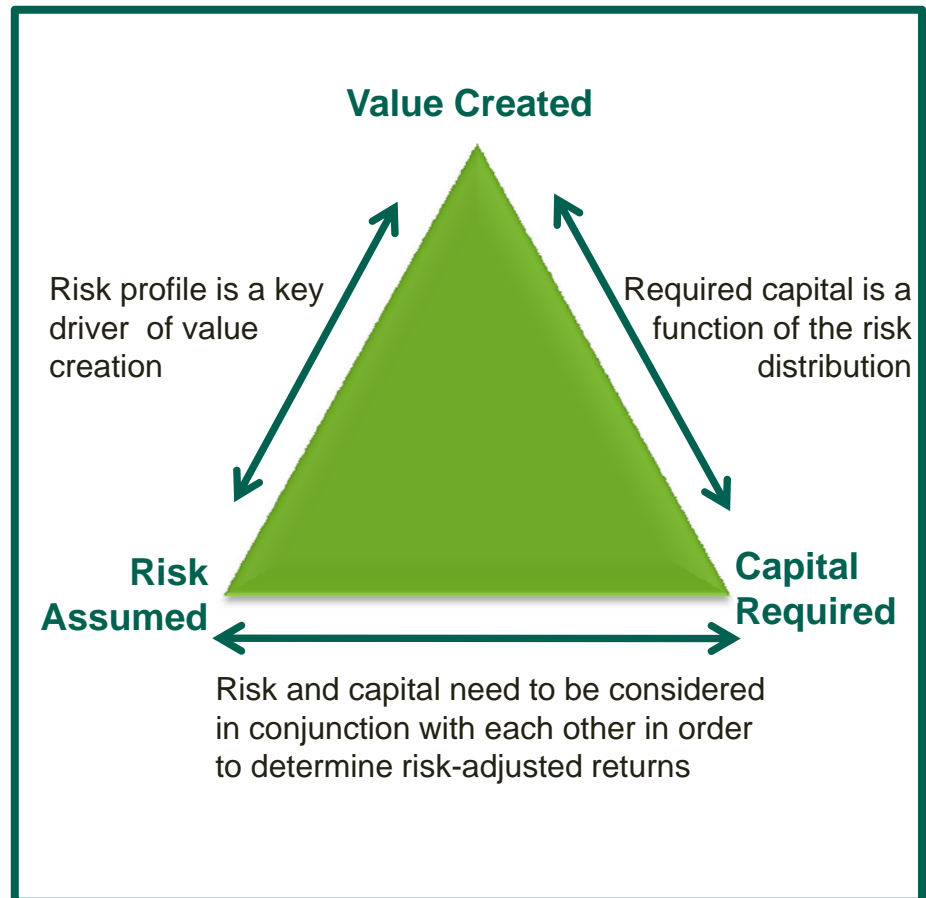 Value Created
Risk profile is a key
driver  of value
creation
Required capital is a
function of the risk
distribution
Risk
Assumed
Capital
Required
Risk and capital need to be considered
in conjunction with each other in order
to determine risk-adjusted returns